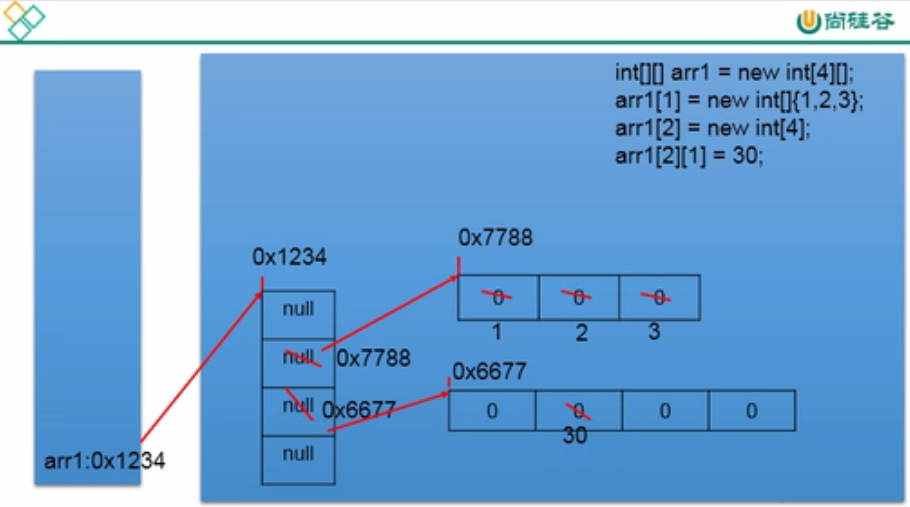 尚硅谷
int[][] arr1 = new int[4][];
arr1[1] = new int[]{1,2,3};
arr1[2] = new int[4];
arr1[2][1] = 30;
0x7788
0x1234
null
0 0 0
1 2 3
null 0x7788
0x6677
null 0x6677
0 0 0 0
30
null
arr1:0x1234